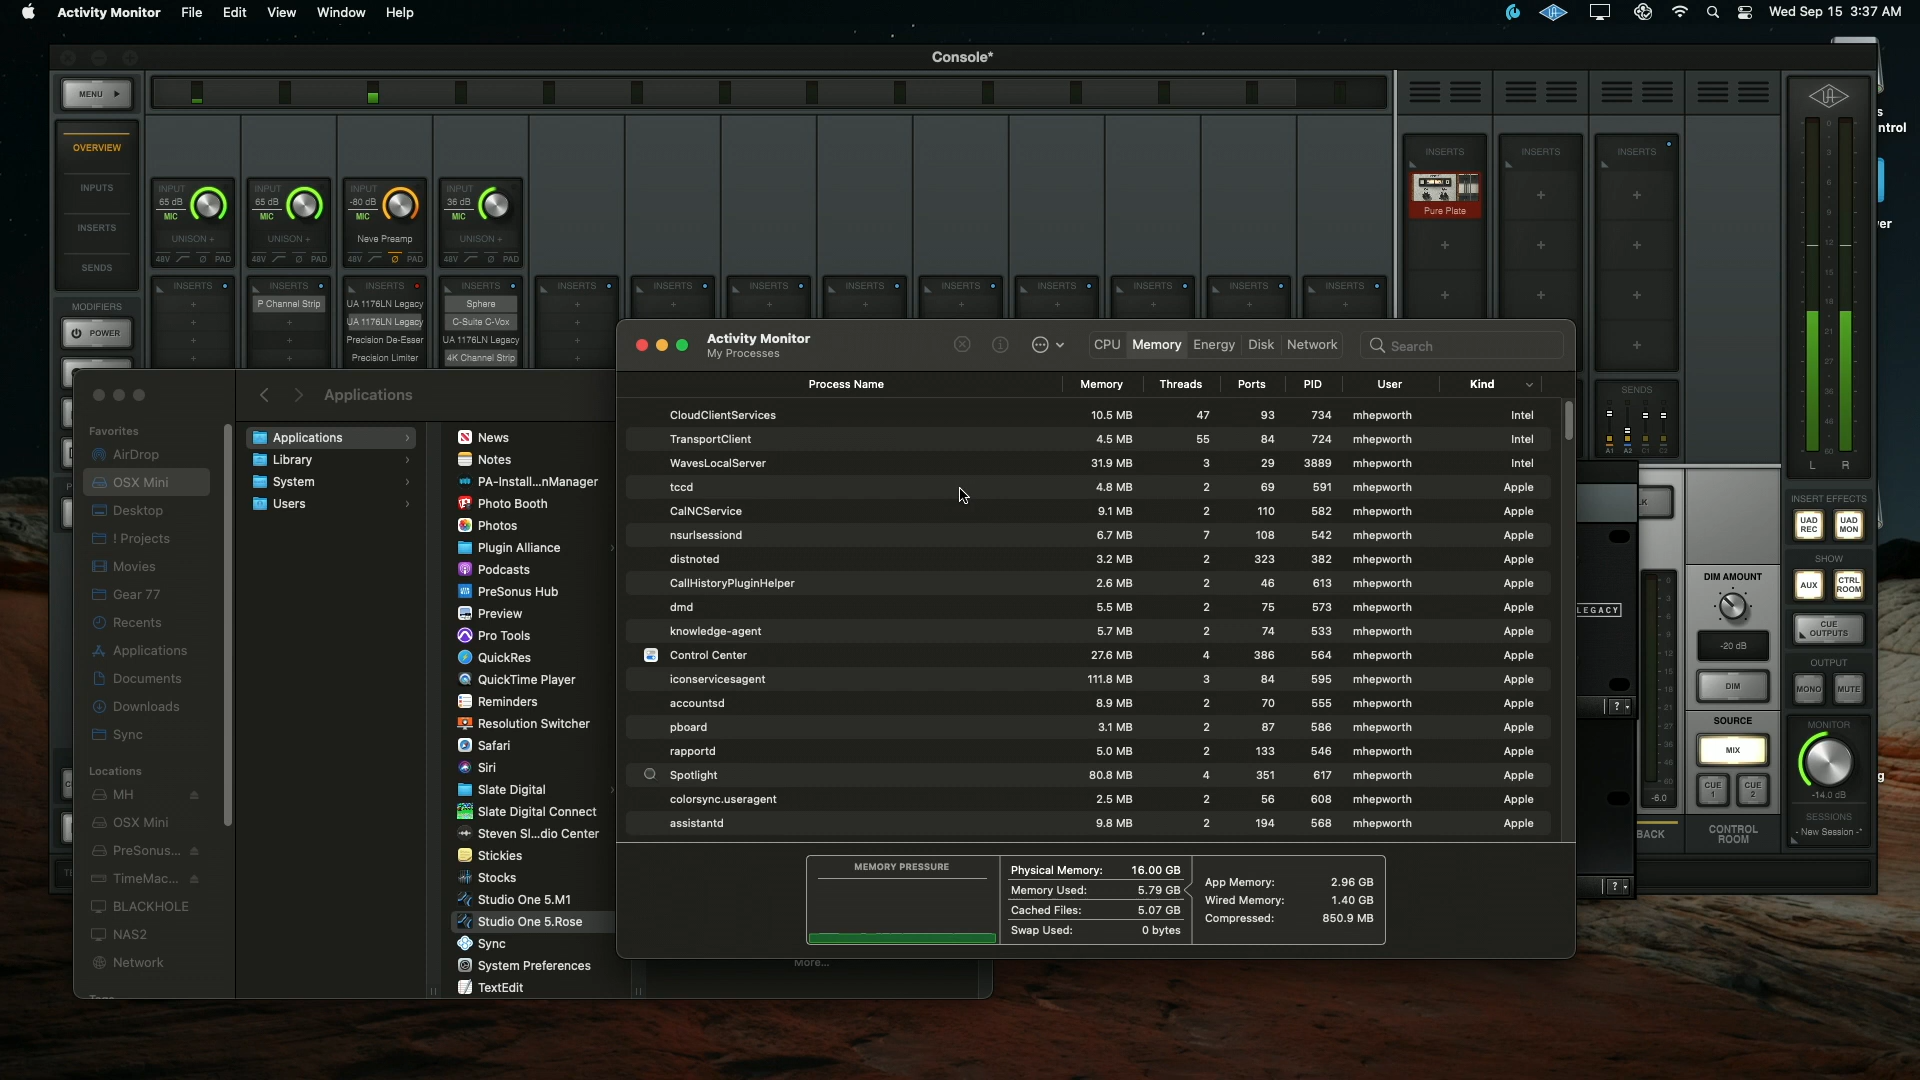 Activity Monitor File Edit View Window Help
Wed Sep 15 3:37 AM
Console*
MENU
OVERVIEW
INPUTS
INSERTS
SENDS
MODIFIERS
POWER
INPUT
65 dB
MIC
UNISON +
48V Ø PAD
INPUT
65 dB
MIC
UNISON +
48V Ø PAD
INPUT
-80 dB
MIC
Neve Preamp
48V Ø PAD
INPUT
36 dB
MIC
UNISON +
48V Ø PAD
INSERTS
INSERTS
P Channel Strip
INSERTS
UA 1176LN Legacy
UA 1176LN Legacy
Precision De-Esser
Precision Limiter
INSERTS
Sphere
C-Suite C-Vox
UA 1176LN Legacy
4K Channel Strip
INSERTS
INSERTS
INSERTS
INSERTS
INSERTS
INSERTS
INSERTS
INSERTS
INSERTS
INSERTS
Pure Plate
INSERTS
INSERTS
SENDS
A1 A2 C1 C2
L R
INSERT EFFECTS
UAD REC
UAD MON
SHOW
AUX
CTRL ROOM
CUE OUTPUTS
OUTPUT
MONO
MUTE
MONITOR
-14.0 dB
SESSIONS
- New Session -*
DIM AMOUNT
-20 dB
DIM
SOURCE
MIX
CUE 1
CUE 2
CONTROL ROOM
-6.0
BACK
LEGACY
ntrol
er
Applications
Favorites
AirDrop
OSX Mini
Desktop
! Projects
Movies
Gear 77
Recents
Applications
Documents
Downloads
Sync
Locations
MH
OSX Mini
PreSonus...
TimeMac...
BLACKHOLE
NAS2
Network
Applications
Library
System
Users
News
Notes
PA-Install...nManager
Photo Booth
Photos
Plugin Alliance
Podcasts
PreSonus Hub
Preview
Pro Tools
QuickRes
QuickTime Player
Reminders
Resolution Switcher
Safari
Siri
Slate Digital
Slate Digital Connect
Steven Sl...dio Center
Stickies
Stocks
Studio One 5.M1
Studio One 5.Rose
Sync
System Preferences
TextEdit
More...
Activity Monitor
My Processes
CPU Memory Energy Disk Network
Search
Process Name Memory Threads Ports PID User Kind
CloudClientServices 10.5 MB 47 93 734 mhepworth Intel
TransportClient 4.5 MB 55 84 724 mhepworth Intel
WavesLocalServer 31.9 MB 3 29 3889 mhepworth Intel
tccd 4.8 MB 2 69 591 mhepworth Apple
CalNCService 9.1 MB 2 110 582 mhepworth Apple
nsurlsessiond 6.7 MB 7 108 542 mhepworth Apple
distnoted 3.2 MB 2 323 382 mhepworth Apple
CallHistoryPluginHelper 2.6 MB 2 46 613 mhepworth Apple
dmd 5.5 MB 2 75 573 mhepworth Apple
knowledge-agent 5.7 MB 2 74 533 mhepworth Apple
Control Center 27.6 MB 4 386 564 mhepworth Apple
iconservicesagent 111.8 MB 3 84 595 mhepworth Apple
accountsd 8.9 MB 2 70 555 mhepworth Apple
pboard 3.1 MB 2 87 586 mhepworth Apple
rapportd 5.0 MB 2 133 546 mhepworth Apple
Spotlight 80.8 MB 4 351 617 mhepworth Apple
colorsync.useragent 2.5 MB 2 56 608 mhepworth Apple
assistantd 9.8 MB 2 194 568 mhepworth Apple
MEMORY PRESSURE
Physical Memory: 16.00 GB
Memory Used: 5.79 GB
Cached Files: 5.07 GB
Swap Used: 0 bytes
App Memory: 2.96 GB
Wired Memory: 1.40 GB
Compressed: 850.9 MB